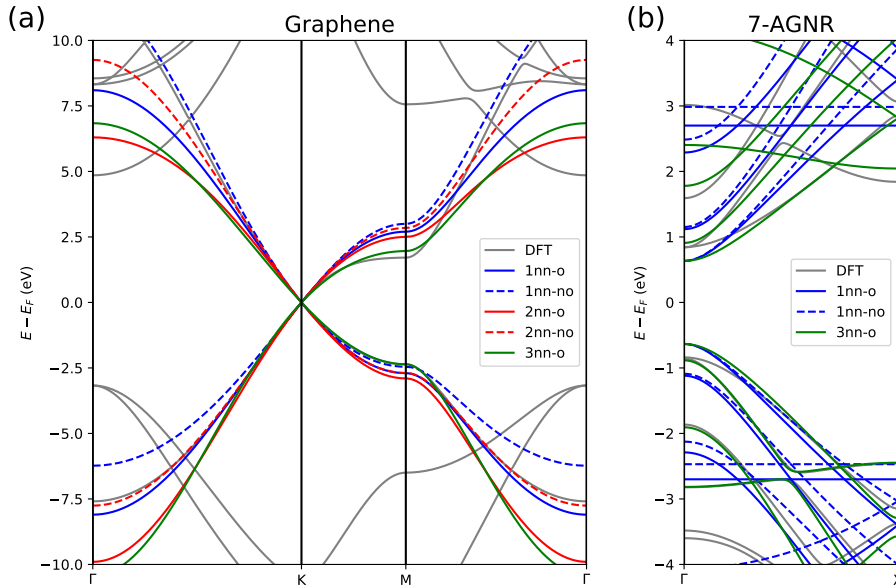 (a)
Graphene
10.0
7.5
5.0
2.5
0.0
−2.5
−5.0
−7.5
−10.0
E − E_F (eV)
DFT
1nn-o
1nn-no
2nn-o
2nn-no
3nn-o
Γ K M Γ
(b)
7-AGNR
4
3
2
1
0
−1
−2
−3
−4
E − E_F (eV)
DFT
1nn-o
1nn-no
3nn-o
Γ